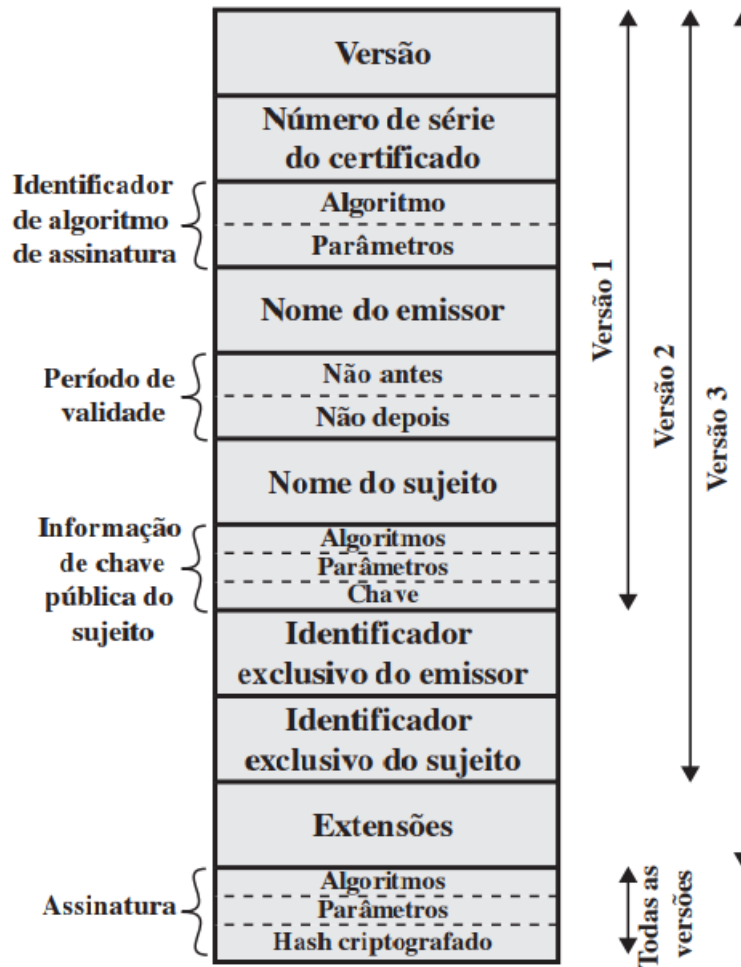 Versão
Número de série
do certificado
Identificador
de algoritmo
de assinatura
Algoritmo
Parâmetros
Nome do emissor
Período de
validade
Não antes
Não depois
Nome do sujeito
Informação
de chave
pública do
sujeito
Algoritmos
Parâmetros
Chave
Identificador
exclusivo do emissor
Identificador
exclusivo do sujeito
Extensões
Assinatura
Algoritmos
Parâmetros
Hash criptografado
Versão 1
Versão 2
Versão 3
Todas as
versões